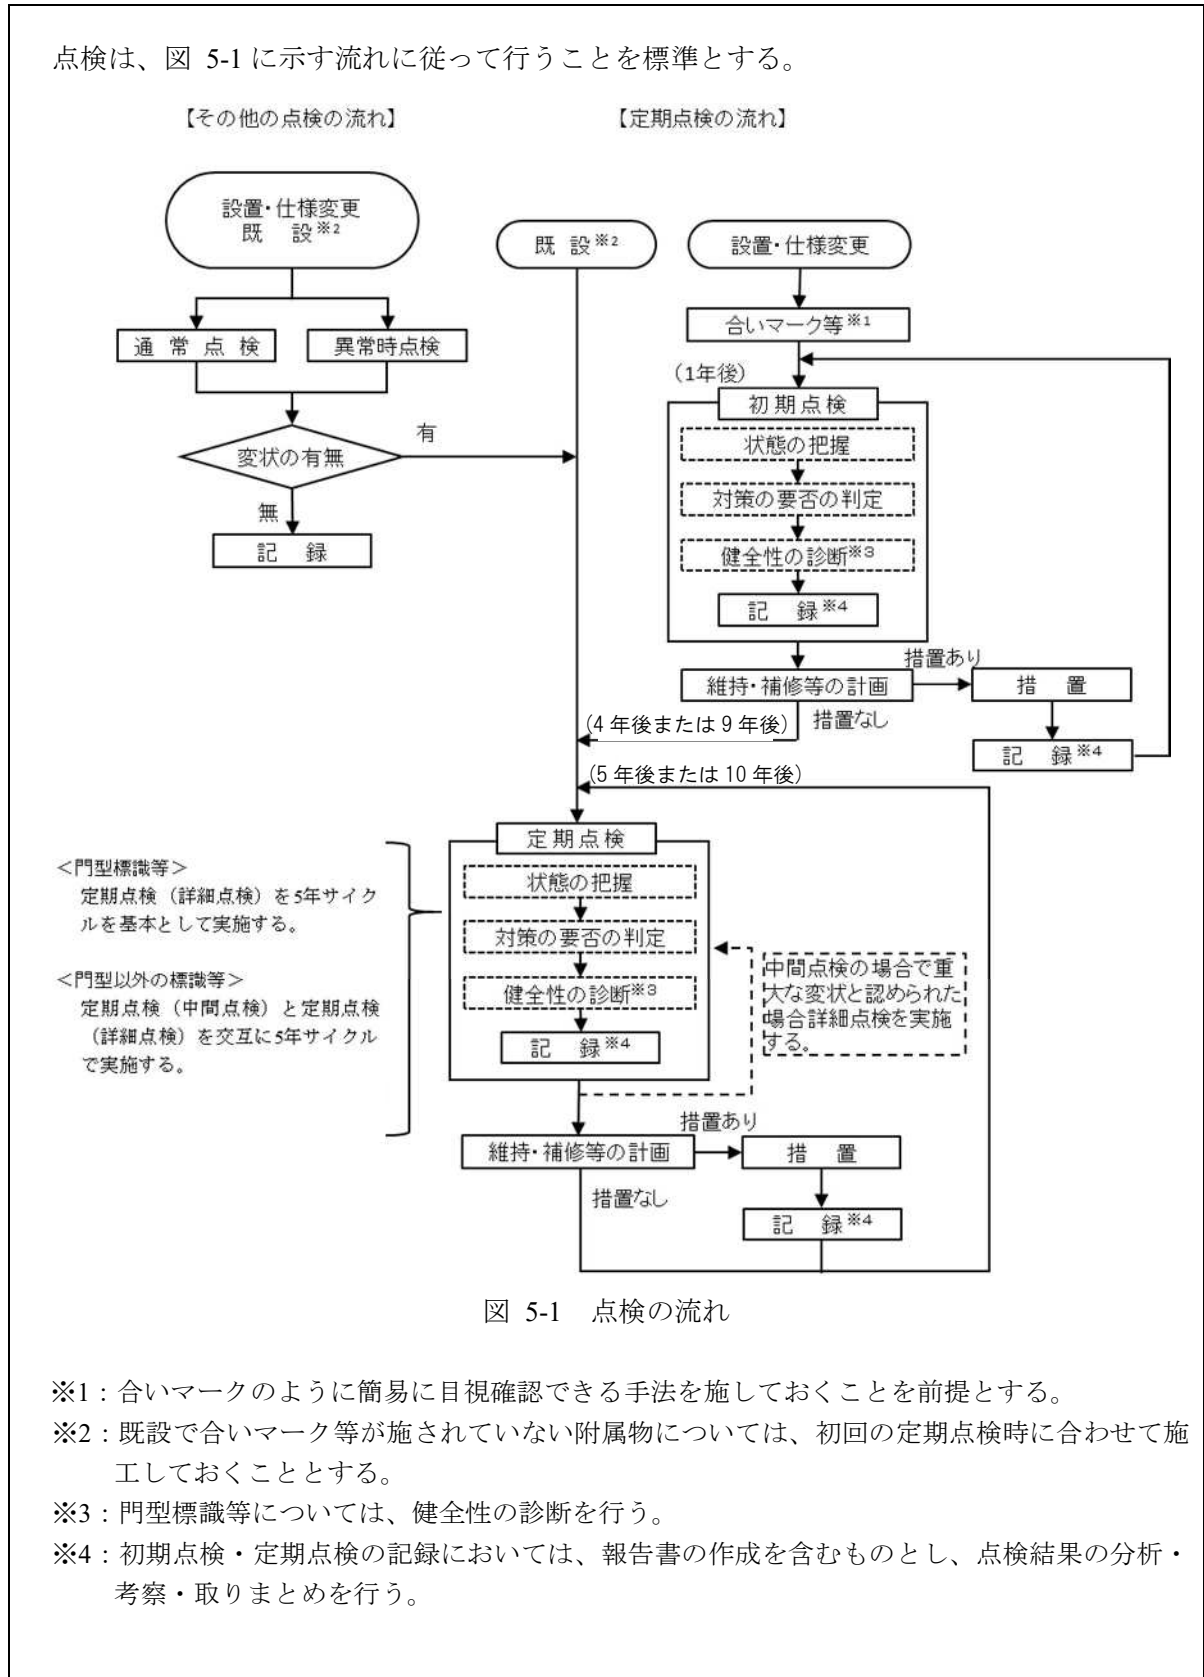 点検は、図 5-1 に示す流れに従って行うことを標準とする。
【その他の点検の流れ】
【定期点検の流れ】
設置・仕様変更
既 設※2
既 設※2
設置・仕様変更
合いマーク等※1
通 常 点 検
異常時点検
(1年後)
初期点検
状態の把握
対策の要否の判定
健全性の診断※3
記 録※4
変状の有無
有
無
記 録
維持・補修等の計画
措置あり
措 置
記 録※4
措置なし
(4 年後または 9 年後)
(5 年後または 10 年後)
定期点検
状態の把握
対策の要否の判定
健全性の診断※3
記 録※4
＜門型標識等＞
定期点検（詳細点検）を5年サイク
ルを基本として実施する。
＜門型以外の標識等＞
定期点検（中間点検）と定期点検
（詳細点検）を交互に5年サイクル
で実施する。
中間点検の場合で重
大な変状と認められた
場合詳細点検を実施
する。
維持・補修等の計画
措置あり
措 置
記 録※4
措置なし
図 5-1 点検の流れ
※1：合いマークのように簡易に目視確認できる手法を施しておくことを前提とする。
※2：既設で合いマーク等が施されていない附属物については、初回の定期点検時に合わせて施
工しておくこととする。
※3：門型標識等については、健全性の診断を行う。
※4：初期点検・定期点検の記録においては、報告書の作成を含むものとし、点検結果の分析・
考察・取りまとめを行う。